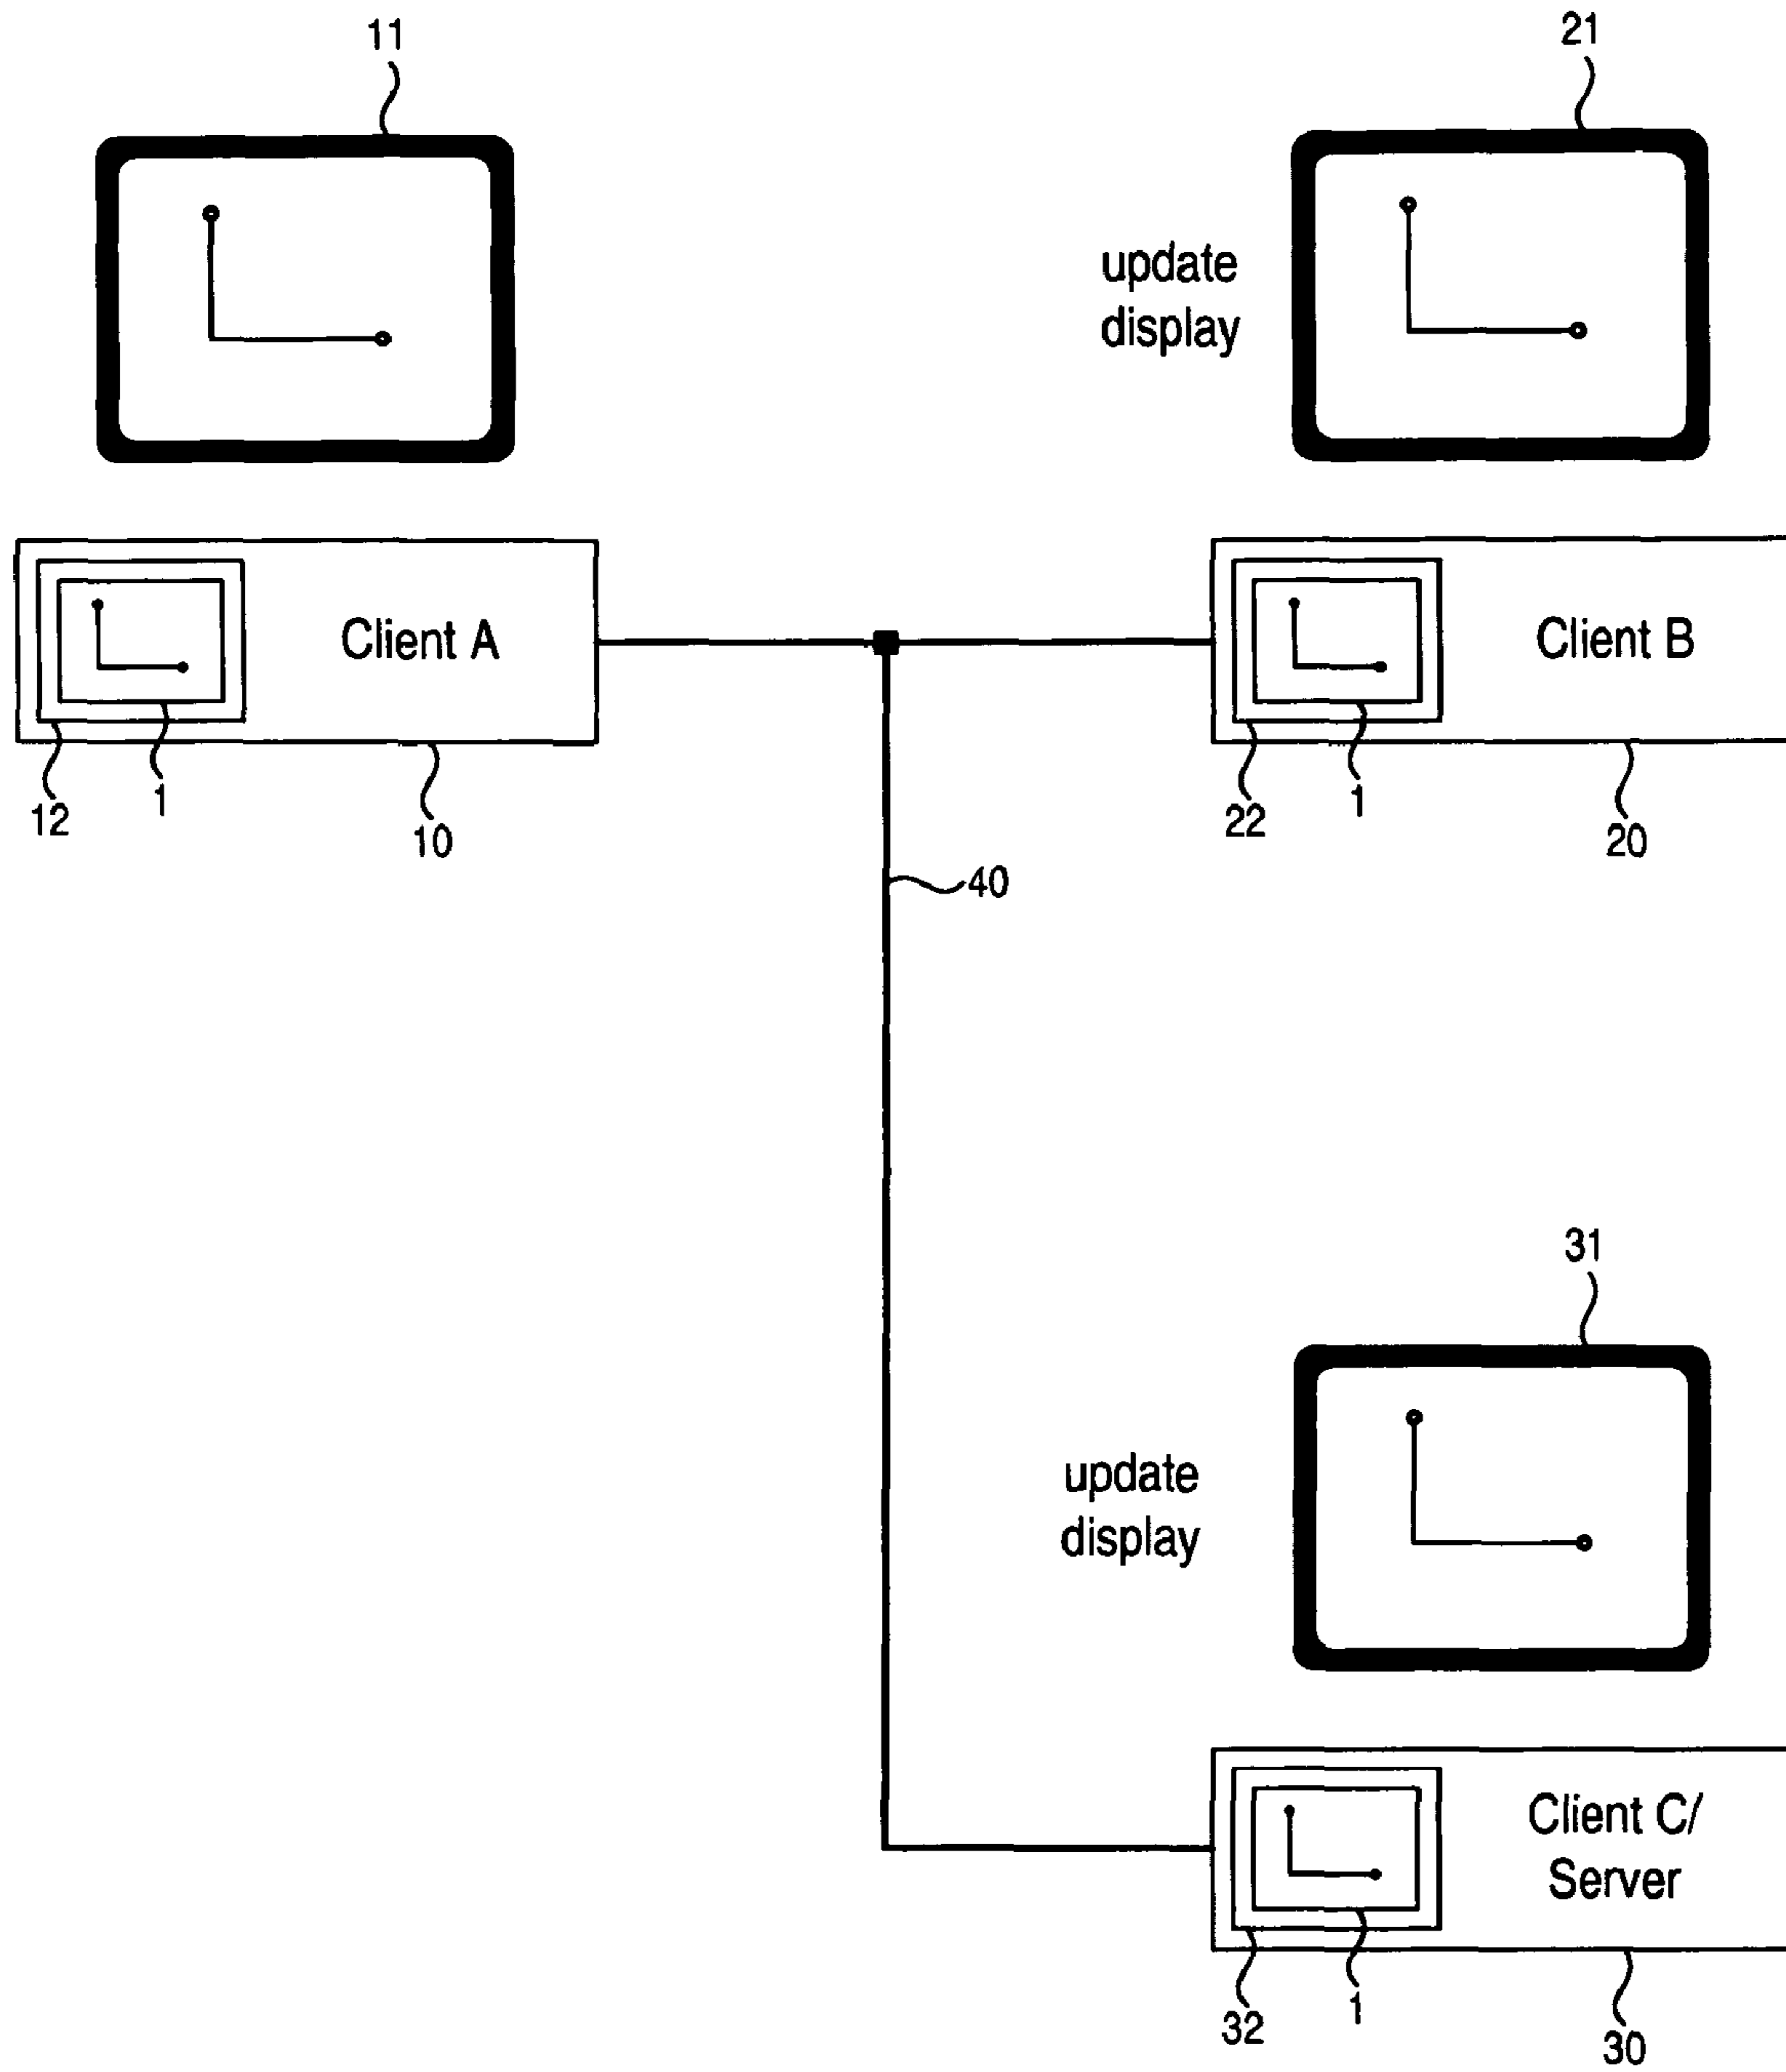 11
21
update
display
Client A
Client B
12
1
10
22
1
20
40
31
update
display
Client C/
Server
32
1
30